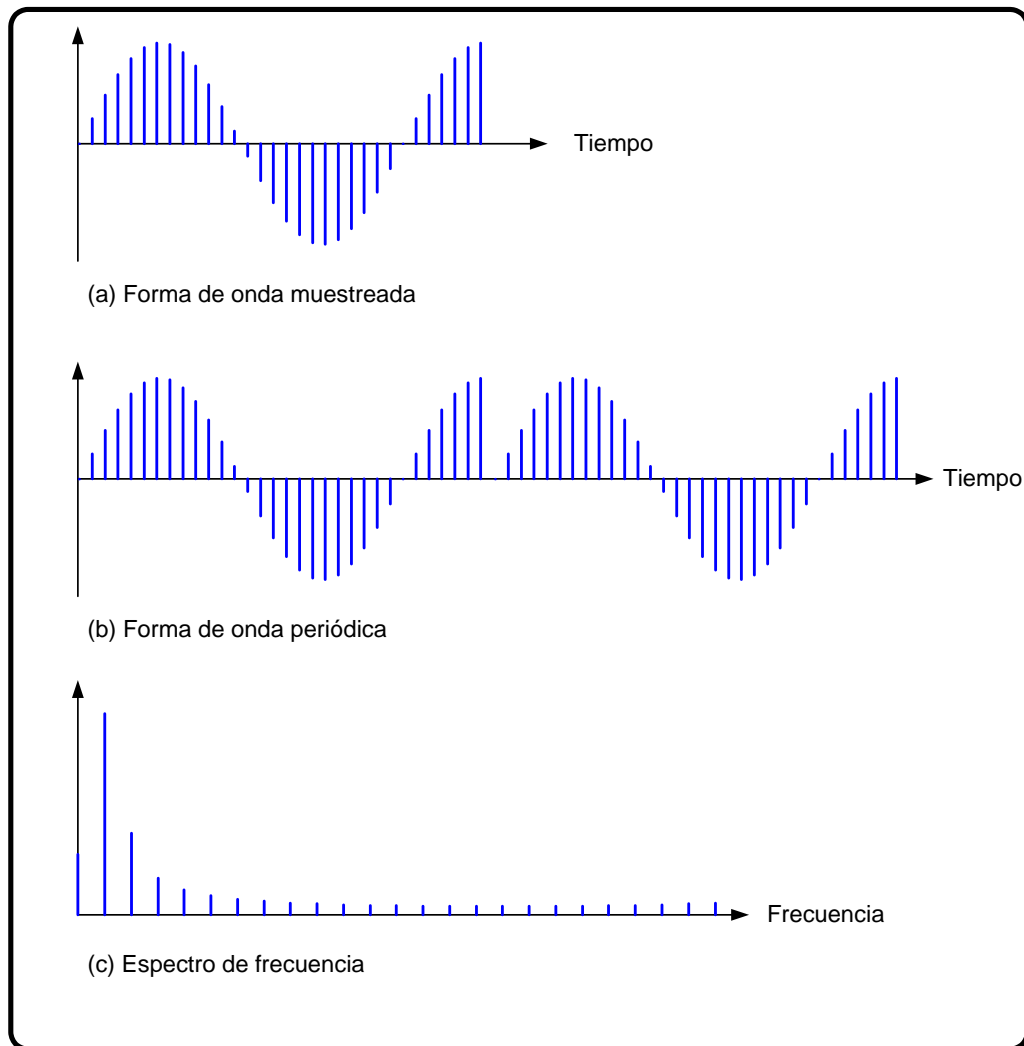 Tiempo
(a) Forma de onda muestreada
Tiempo
(b) Forma de onda periódica
Frecuencia
(c) Espectro de frecuencia